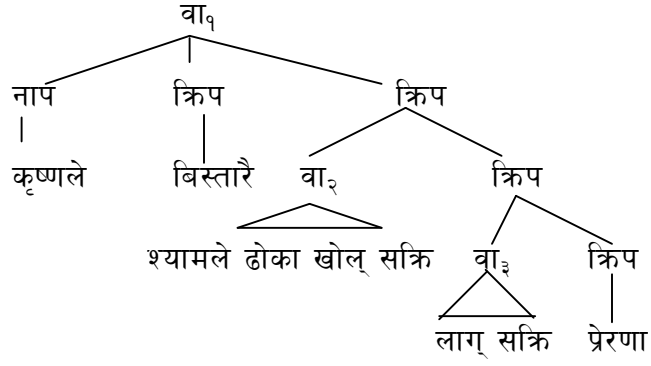 वा१
नाप क्रिप क्रिप
कृष्णले बिस्तारै वा२ क्रिप
श्यामले ढोका खोल् सक्रि वा३ क्रिप
लाग् सक्रि प्रेरणा